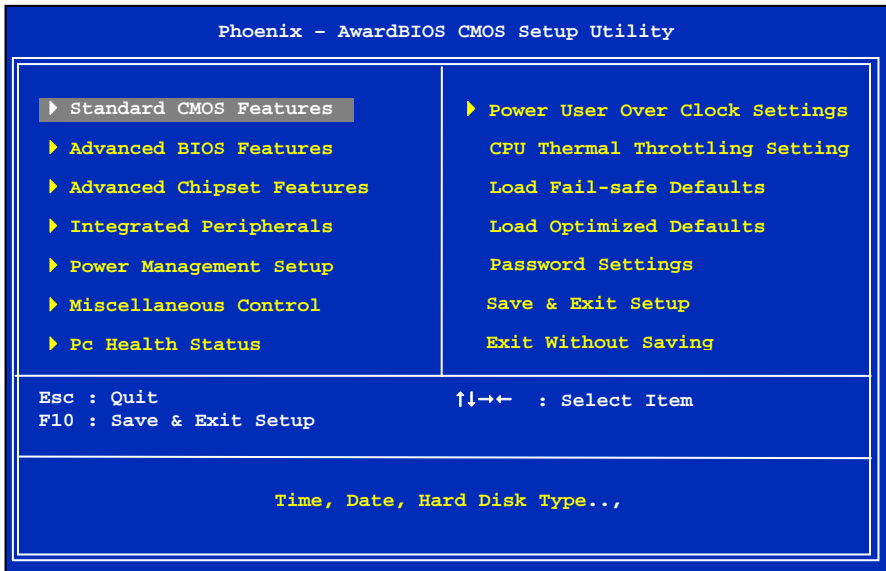 Phoenix – AwardBIOS CMOS Setup Utility
Standard CMOS Features
Advanced BIOS Features
Advanced Chipset Features
Integrated Peripherals
Power Management Setup
Miscellaneous Control
Pc Health Status
Power User Over Clock Settings
CPU Thermal Throttling Setting
Load Fail-safe Defaults
Load Optimized Defaults
Password Settings
Save & Exit Setup
Exit Without Saving
Esc : Quit
F10 : Save & Exit Setup
↑↓→← : Select Item
Time, Date, Hard Disk Type..,